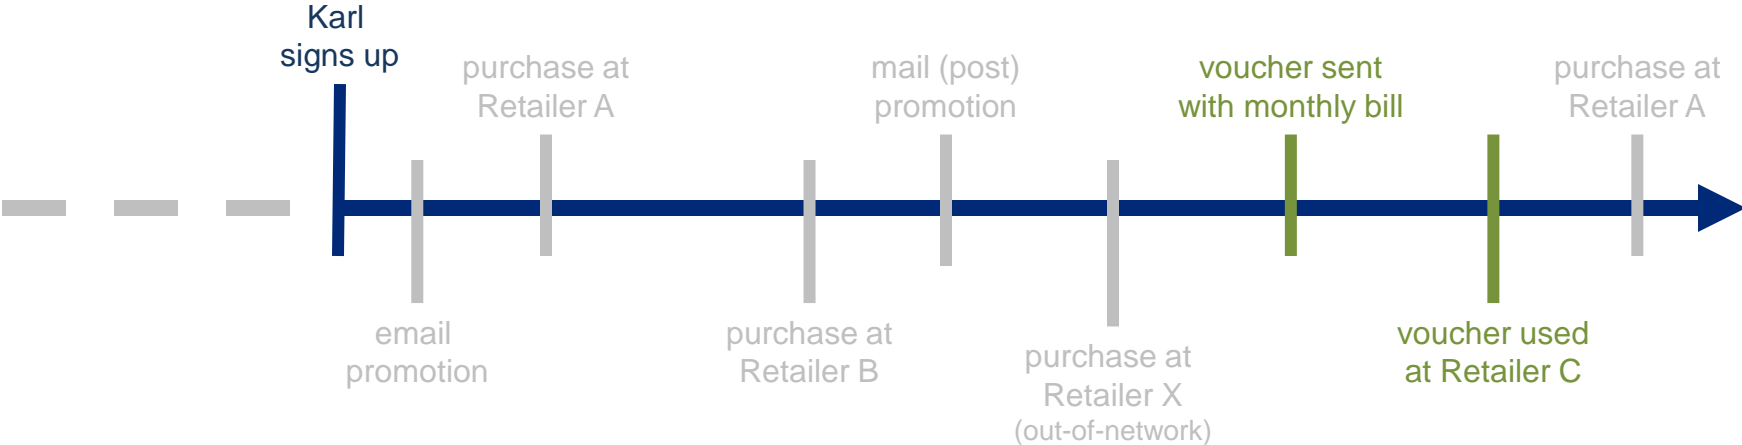 Karl
signs up
email
promotion
purchase at
Retailer A
purchase at
Retailer B
mail (post)
promotion
purchase at
Retailer X
(out-of-network)
voucher sent
with monthly bill
voucher used
at Retailer C
purchase at
Retailer A